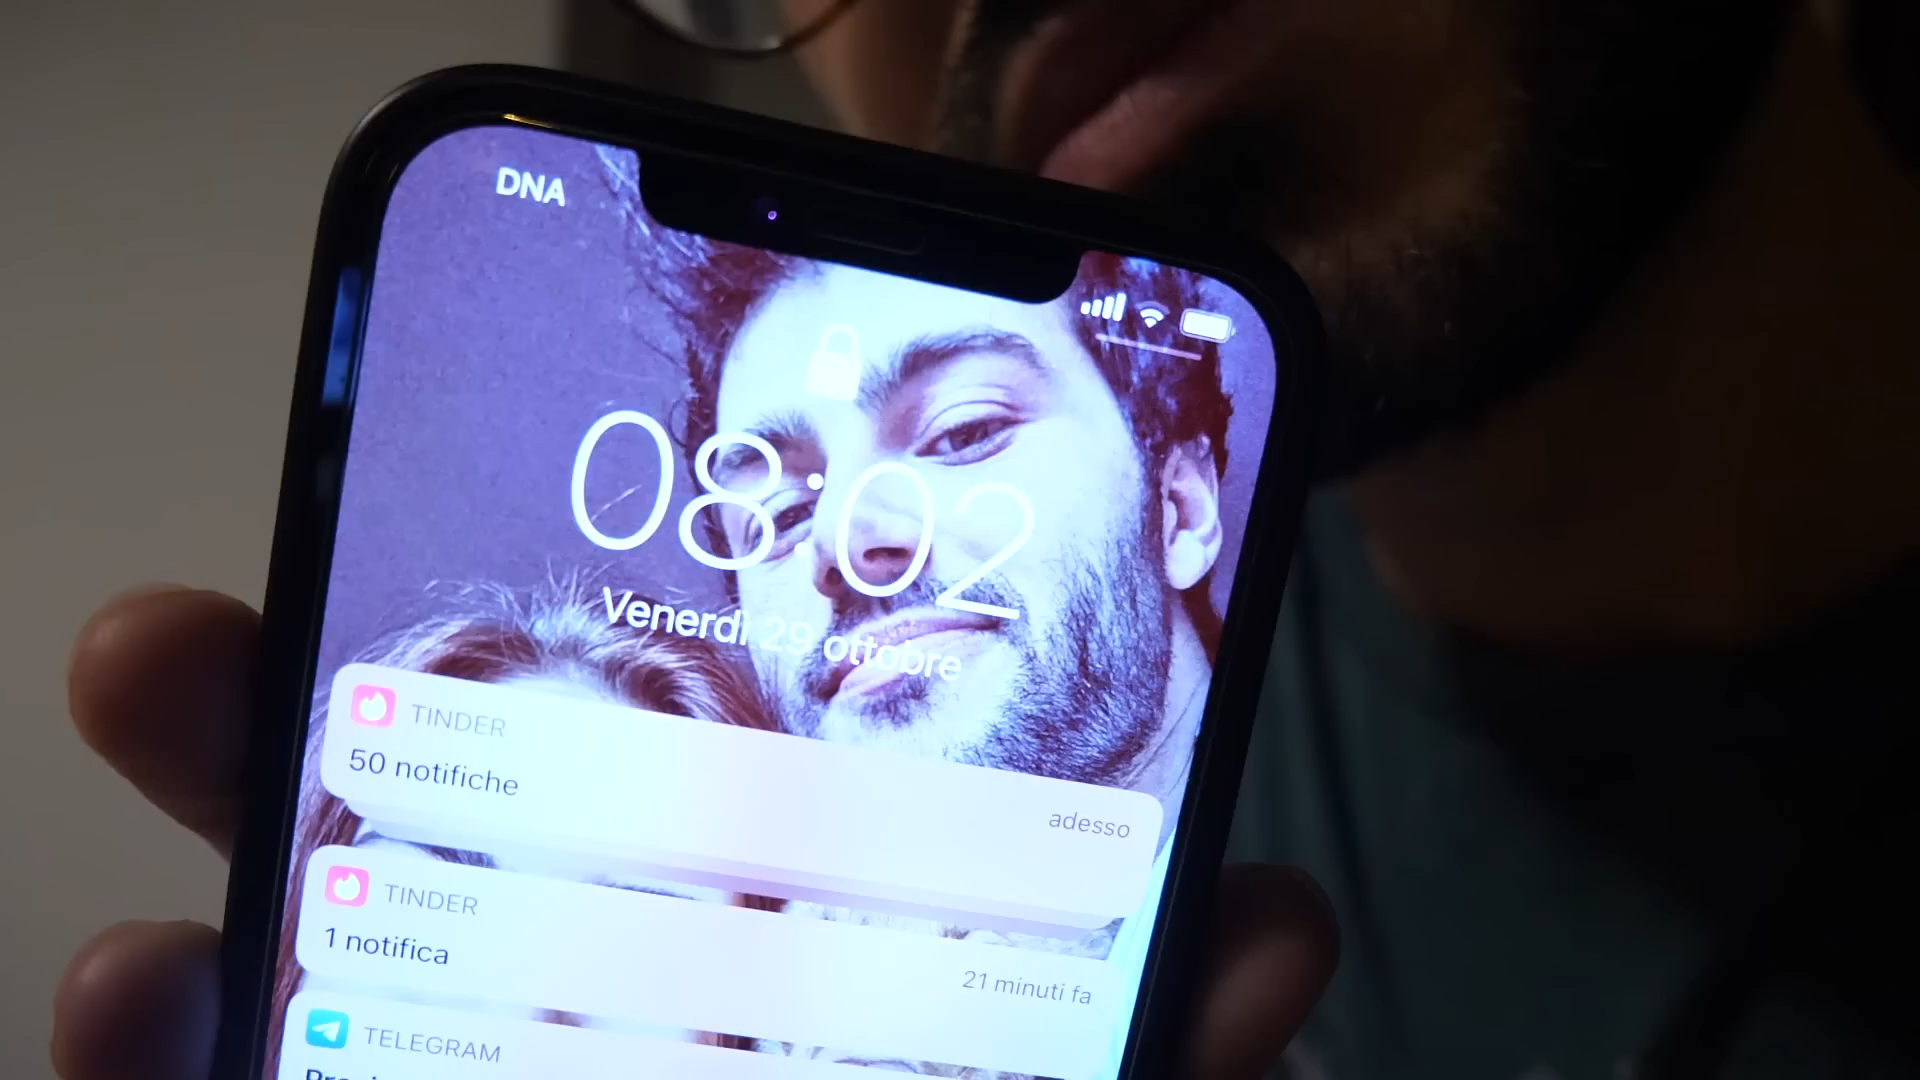 DNA
08:02
Venerdì 29 ottobre
TINDER
50 notifiche
adesso
TINDER
1 notifica
21 minuti fa
TELEGRAM